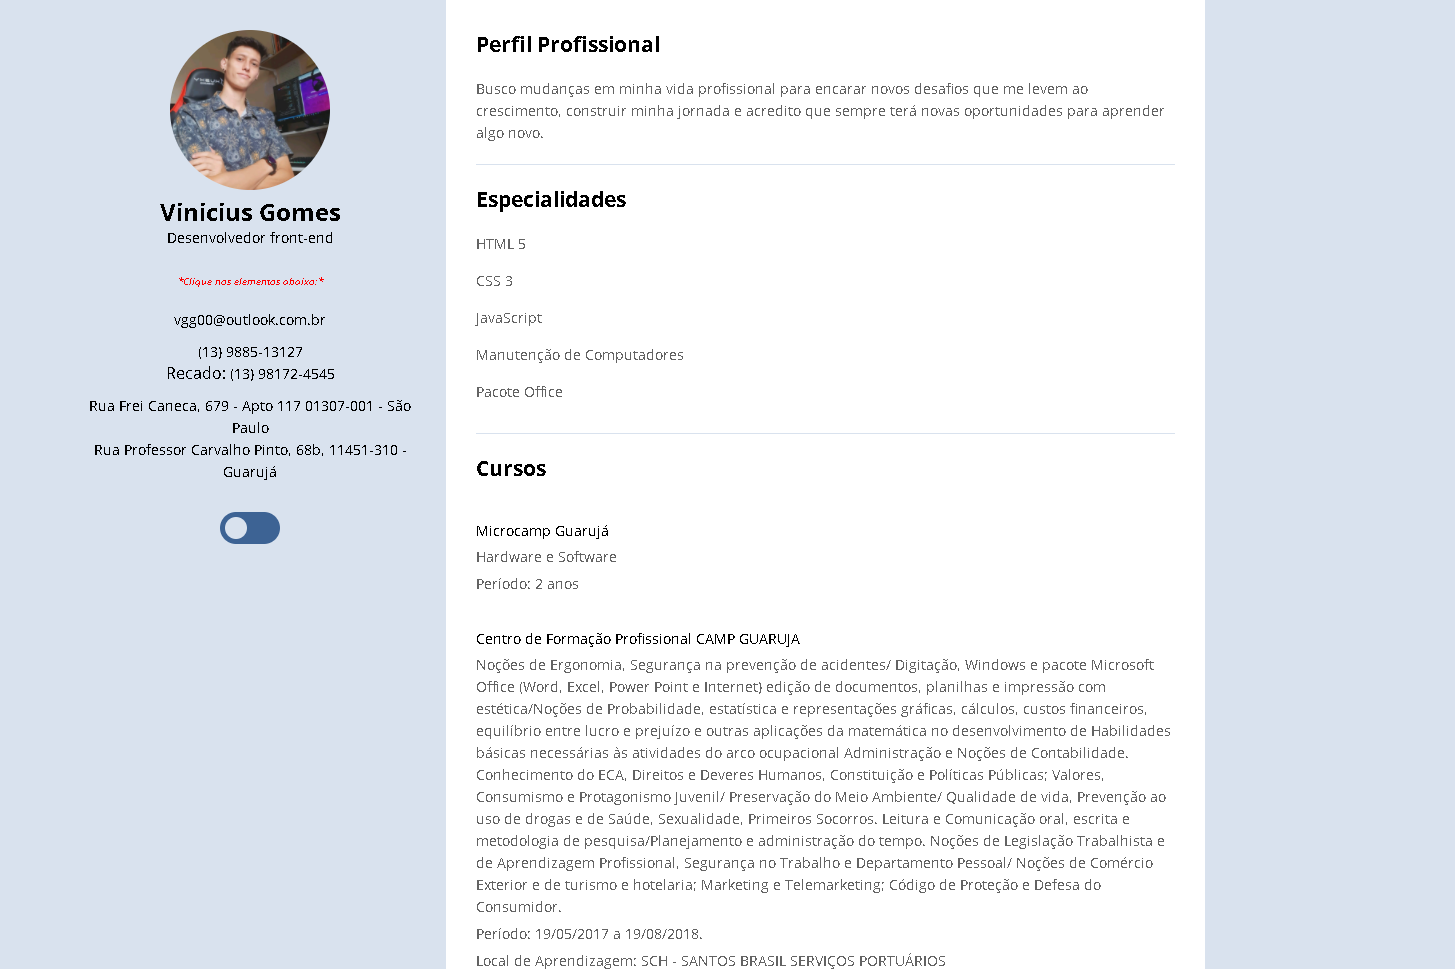 Vinicius Gomes
Desenvolvedor front-end
*Clique nos elementos abaixo:*
vgg00@outlook.com.br
(13) 9885-13127
Recado: (13) 98172-4545
Rua Frei Caneca, 679 - Apto 117 01307-001 - São
Paulo
Rua Professor Carvalho Pinto, 68b, 11451-310 -
Guarujá
Perfil Profissional
Busco mudanças em minha vida profissional para encarar novos desafios que me levem ao
crescimento, construir minha jornada e acredito que sempre terá novas oportunidades para aprender
algo novo.
Especialidades
HTML 5
CSS 3
JavaScript
Manutenção de Computadores
Pacote Office
Cursos
Microcamp Guarujá
Hardware e Software
Período: 2 anos
Centro de Formação Profissional CAMP GUARUJA
Noções de Ergonomia, Segurança na prevenção de acidentes/ Digitação, Windows e pacote Microsoft
Office (Word, Excel, Power Point e Internet) edição de documentos, planilhas e impressão com
estética/Noções de Probabilidade, estatística e representações gráficas, cálculos, custos financeiros,
equilíbrio entre lucro e prejuízo e outras aplicações da matemática no desenvolvimento de Habilidades
básicas necessárias às atividades do arco ocupacional Administração e Noções de Contabilidade.
Conhecimento do ECA, Direitos e Deveres Humanos, Constituição e Políticas Públicas; Valores,
Consumismo e Protagonismo Juvenil/ Preservação do Meio Ambiente/ Qualidade de vida, Prevenção ao
uso de drogas e de Saúde, Sexualidade, Primeiros Socorros. Leitura e Comunicação oral, escrita e
metodologia de pesquisa/Planejamento e administração do tempo. Noções de Legislação Trabalhista e
de Aprendizagem Profissional, Segurança no Trabalho e Departamento Pessoal/ Noções de Comércio
Exterior e de turismo e hotelaria; Marketing e Telemarketing; Código de Proteção e Defesa do
Consumidor.
Período: 19/05/2017 a 19/08/2018.
Local de Aprendizagem: SCH - SANTOS BRASIL SERVIÇOS PORTUÁRIOS